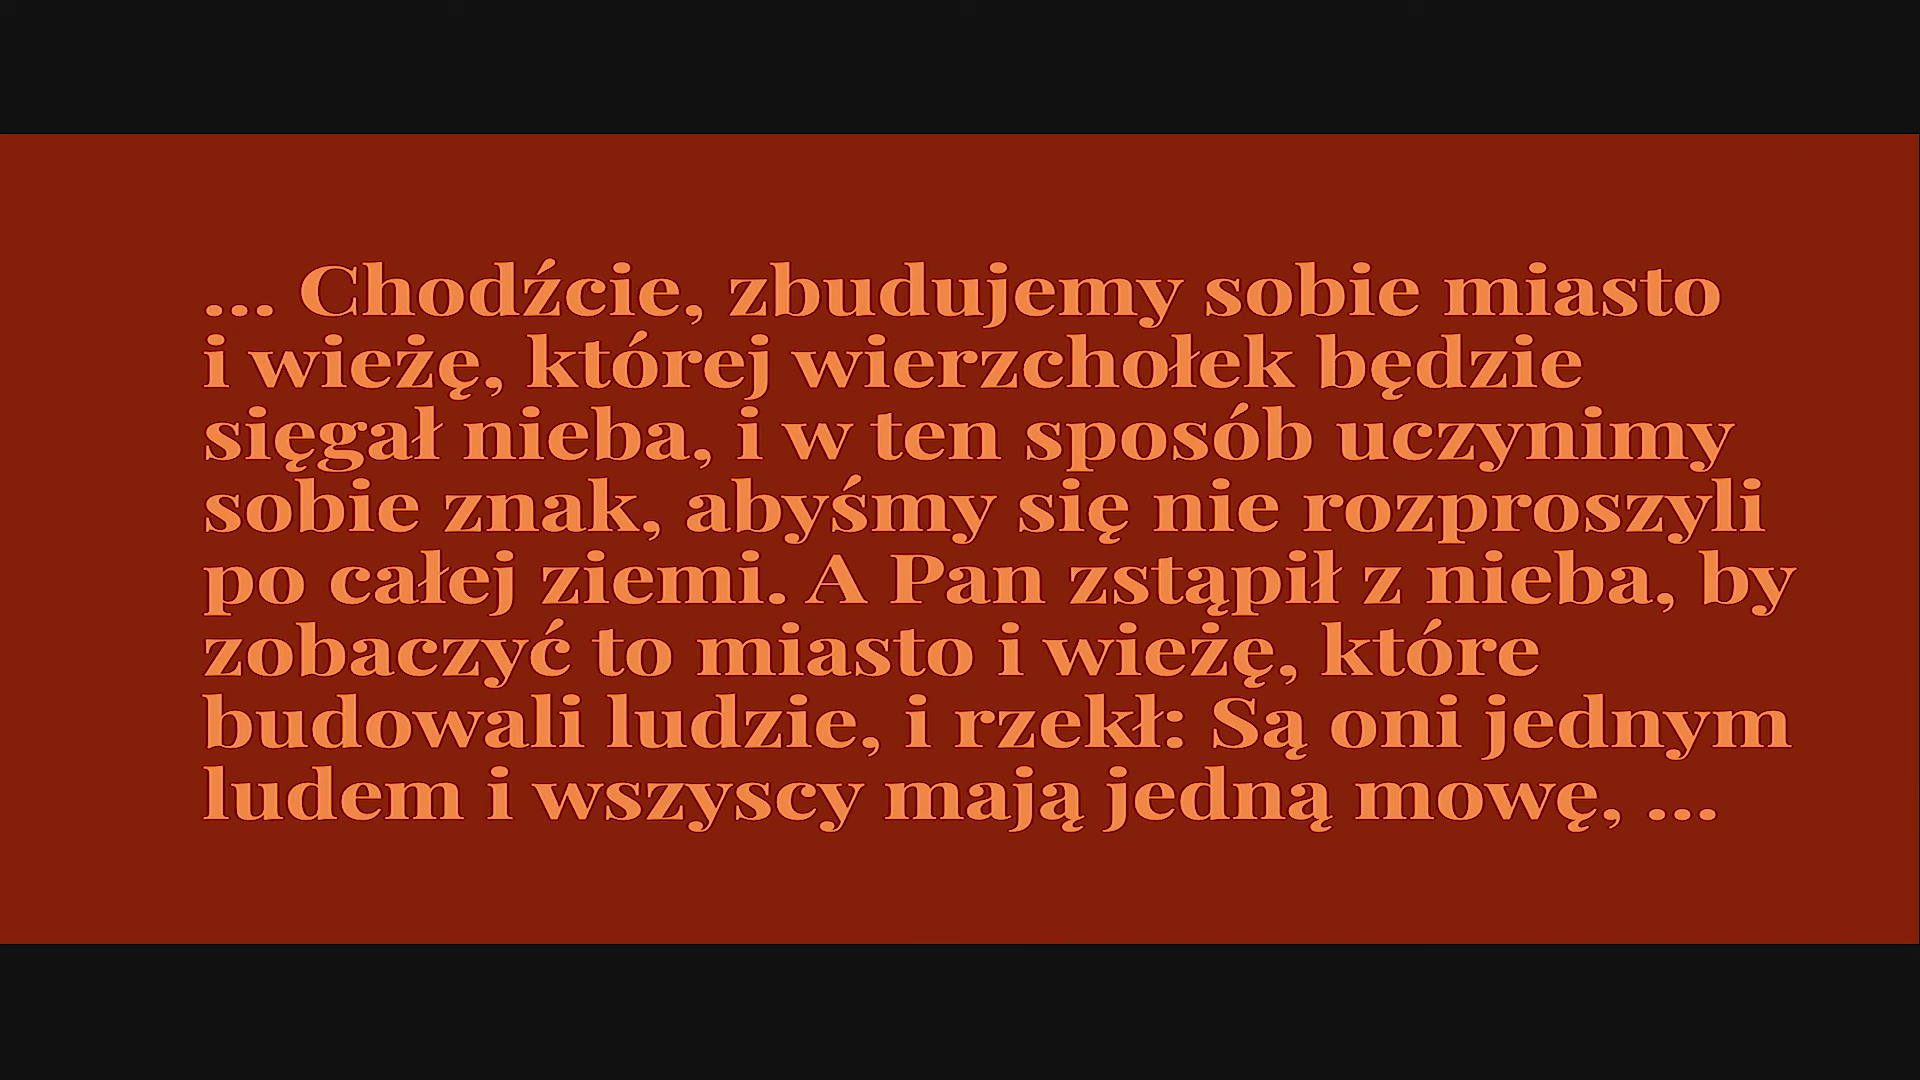 ... Chodźcie, zbudujemy sobie miasto
i wieżę, której wierzchołek będzie
sięgał nieba, i w ten sposób uczynimy
sobie znak, abyśmy się nie rozproszyli
po całej ziemi. A Pan zstąpił z nieba, by
zobaczyć to miasto i wieżę, które
budowali ludzie, i rzekł: Są oni jednym
ludem i wszyscy mają jedną mowę, ...